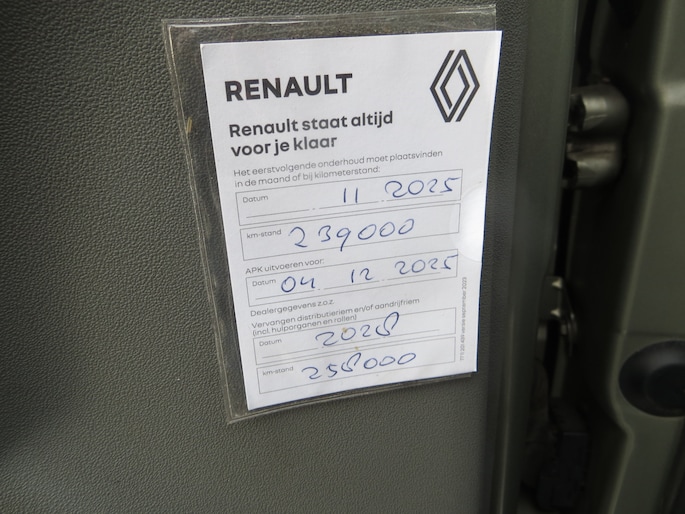 RENAULT
Renault staat altijd
voor je klaar
Het eerstvolgende onderhoud moet plaatsvinden
in de maand of bij kilometerstand:
Datum 11 2025
km-stand 239000
APK uitvoeren voor:
Datum 04 12 2025
Dealergegevens z.o.z.
Vervangen distributieriem en/of aandrijfriem
(incl. hulporganen en rollen)
Datum 2028
km-stand 258000